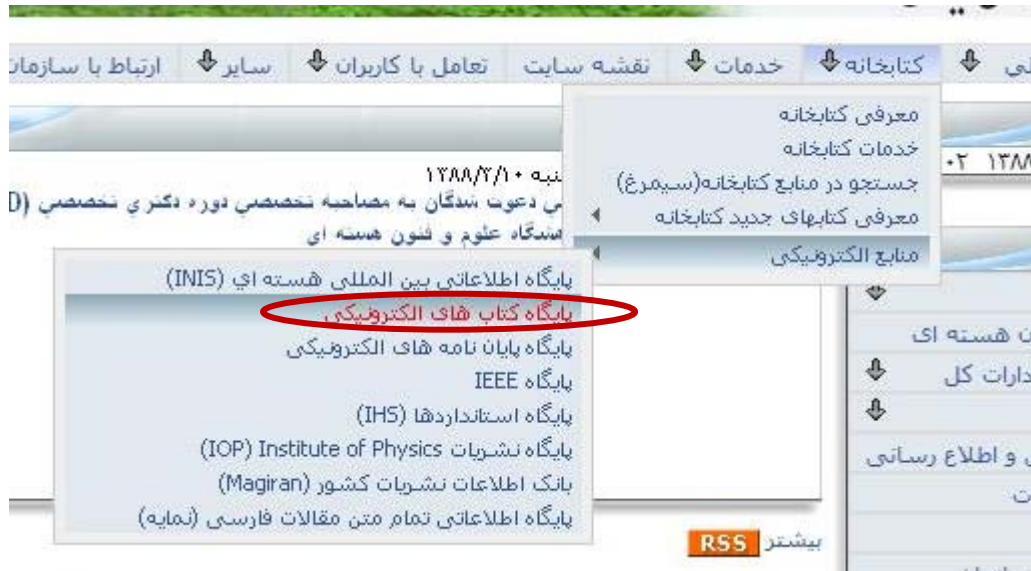 کتابخانه خدمات نقشه سایت تعامل با کاربران سایر ارتباط با
معرفی کتابخانه
خدمات کتابخانه
جستجو در منابع کتابخانه(سیمرغ)
معرفی کتابهای جدید کتابخانه
منابع الکترونیکی
۱۳۸۸/۲/۱۰
دعوت شدگان به مصاحبه تخصصی دوره دکتری تخصصی
علوم و فنون هسته ای
پایگاه اطلاعاتی بین المللی هسته ای (INIS)
پایگاه کتاب های الکترونیکی
پایگاه پایان نامه های الکترونیکی
پایگاه IEEE
پایگاه استانداردها (IHS)
پایگاه نشریات Institute of Physics (IOP)
بانک اطلاعات نشریات کشور (Magiran)
پایگاه اطلاعاتی تمام متن مقالات فارسی (نمایه)
هسته ای
کل
و اطلاع رسانی
بیشتر RSS